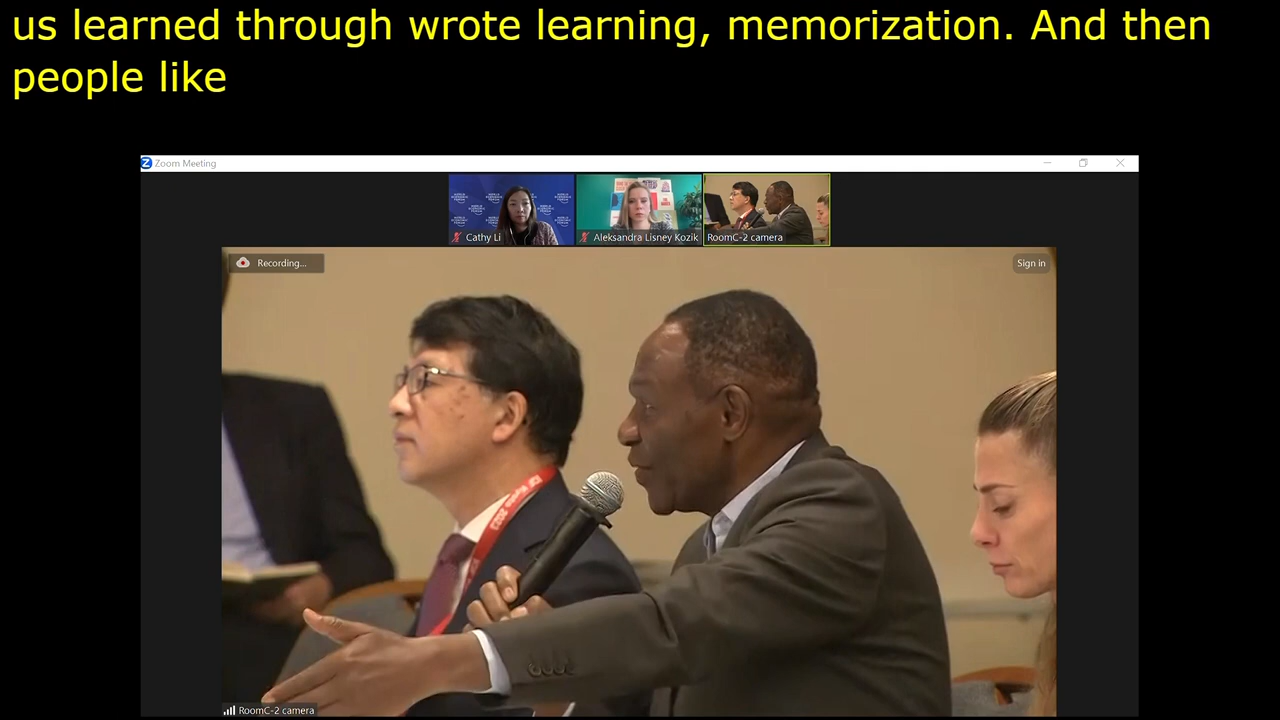 us learned through wrote learning, memorization. And then
people like
Zoom Meeting
Cathy Li
Aleksandra Lisney Kozik
RoomC-2 camera
Recording...
Sign in
RoomC-2 camera